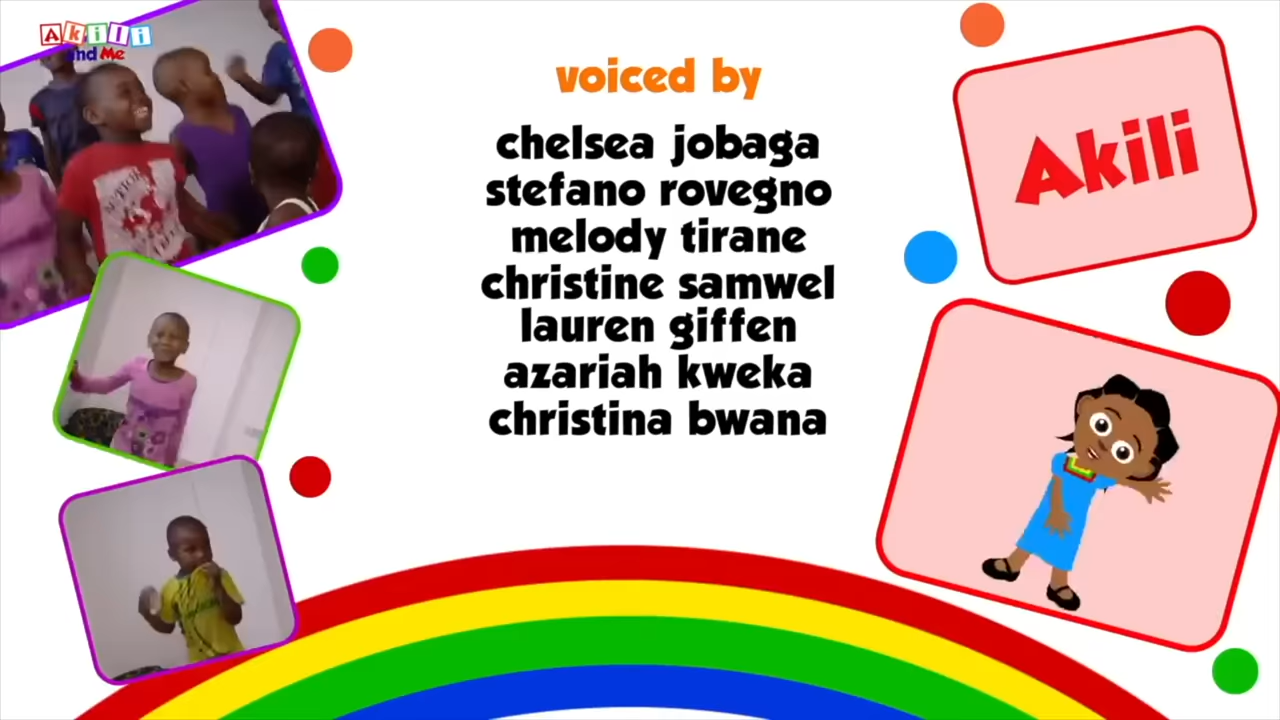 Akili
and Me
voiced by
chelsea jobaga
stefano rovegno
melody tirane
christine samwel
lauren giffen
azariah kweka
christina bwana
Akili